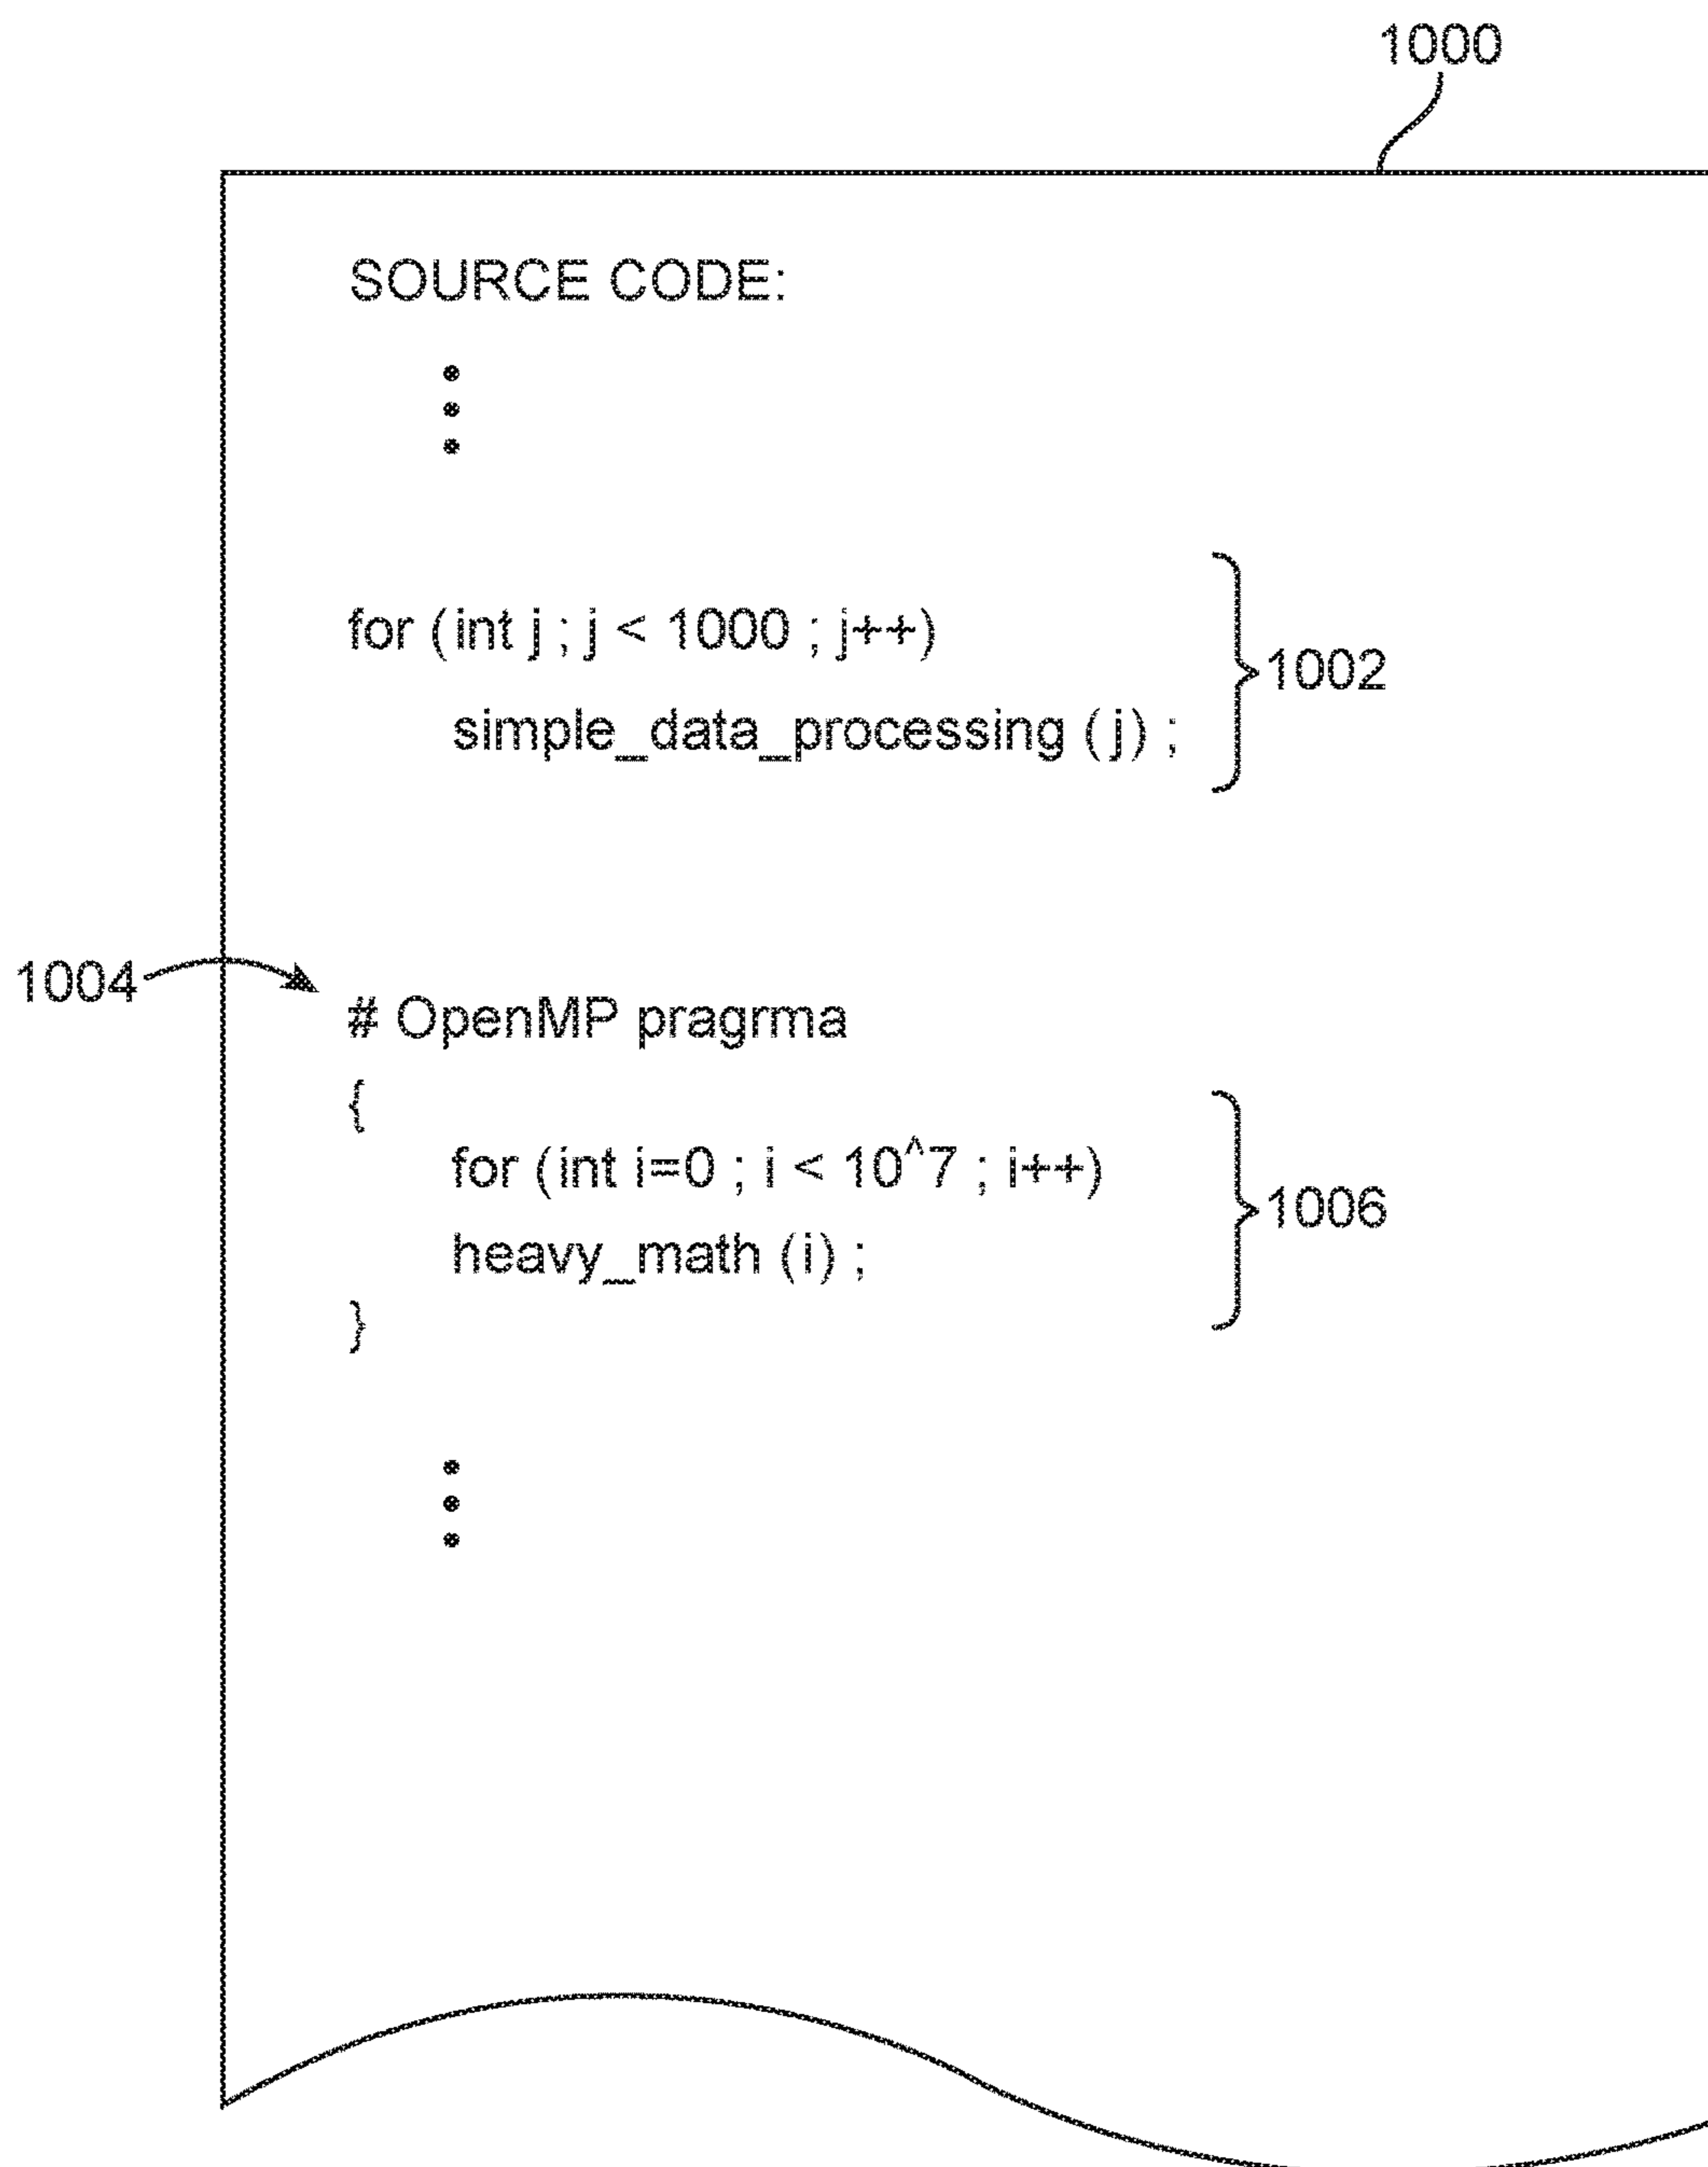 1000
SOURCE CODE:
for (int j ; j < 1000 ; j++)
1002
simple_data_processing (j) ;
1004
# OpenMP pragrma
{
for (int i=0 ; i < 10^7 ; i++)
1006
heavy_math (i) ;
}